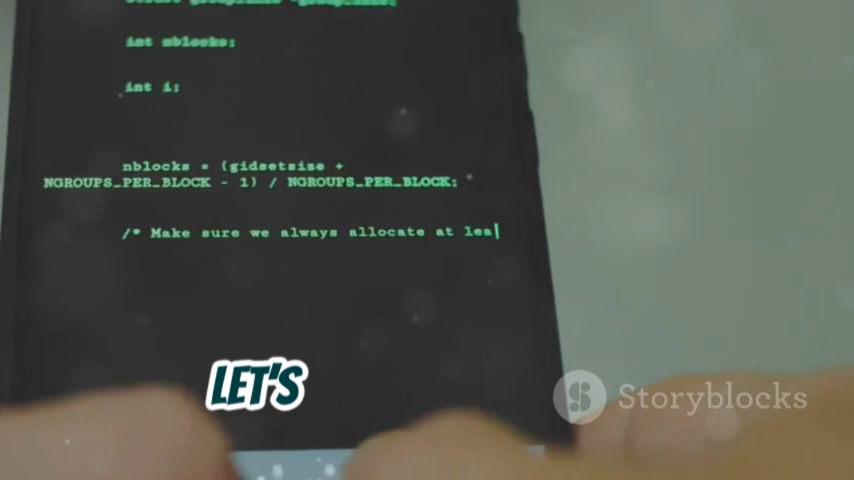 int nblocks;
int i;
nblocks = (gidsetsize +
NGROUPS_PER_BLOCK - 1) / NGROUPS_PER_BLOCK;
/* Make sure we always allocate at lea
LET'S
Storyblocks